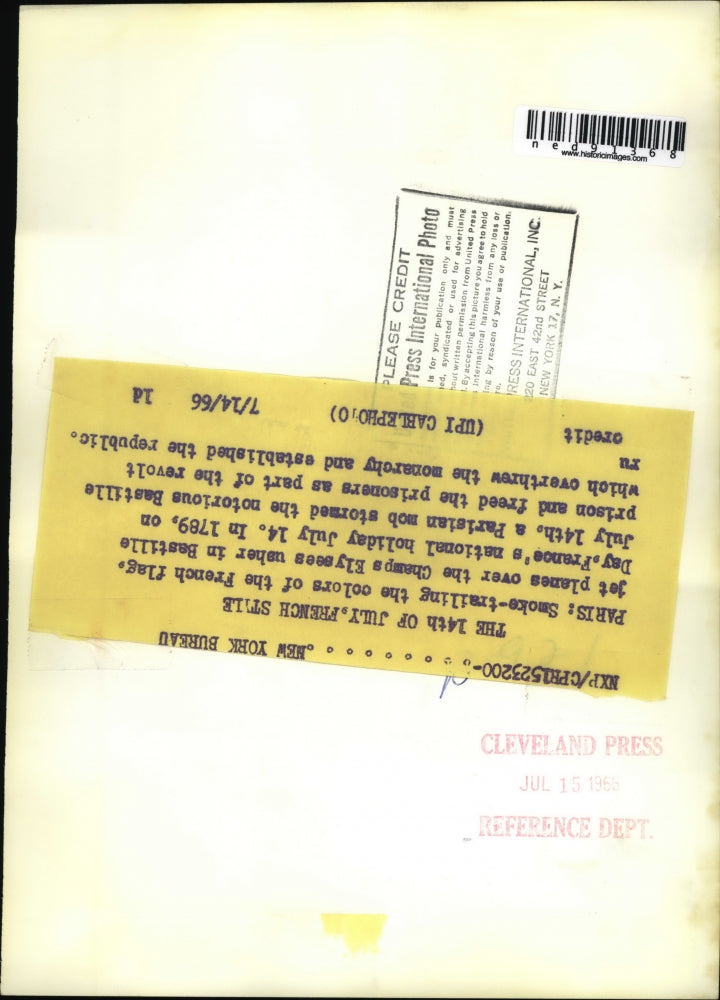 ned91368
www.historicimages.com
PLEASE CREDIT
Press International Photo
is for your publication only and must
ed, syndicated or used for advertising
hout written permission from United Press
l. By accepting this picture you agree to hold
International harmless from any loss or
ing by reason of your use or publication.
PRESS INTERNATIONAL, INC.
220 EAST 42nd STREET
NEW YORK 17, N. Y.
NXP/CPR1523200- . . . . . . . NEW YORK BUREAU
THE 14th OF JULY, FRENCH STILE
PARIS: Smoke-trailing the colors of the French flag,
jet planes over the Champs Elysees usher in Bastille
Day, France's national holiday July 14. In 1789, on
July 14th, a Parisian mob stormed the notorious Bastille
prison and freed the prisoners as part of the revolt
which overthrew the monarchy and established the republic.
ru
credit (UPI CABLEPHOTO) 7/14/66 ld
CLEVELAND PRESS
JUL 15 1966
REFERENCE DEPT.